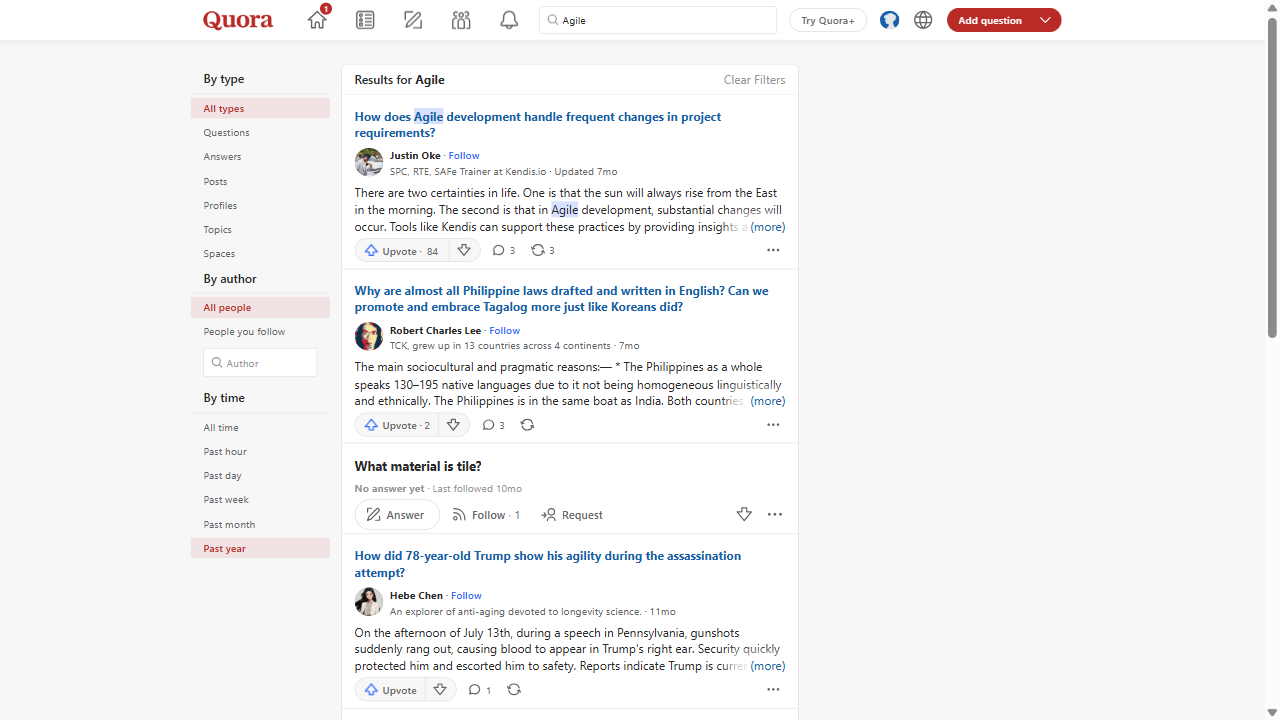 Quora
1
Agile
Try Quora+
Add question
By type
All types
Questions
Answers
Posts
Profiles
Topics
Spaces
By author
All people
People you follow
Author
By time
All time
Past hour
Past day
Past week
Past month
Past year
Results for Agile
Clear Filters
How does Agile development handle frequent changes in project
requirements?
Justin Oke · Follow
SPC, RTE, SAFe Trainer at Kendis.io · Updated 7mo
There are two certainties in life. One is that the sun will always rise from the East
in the morning. The second is that in Agile development, substantial changes will
occur. Tools like Kendis can support these practices by providing insights a (more)
Upvote · 84
3
3
Why are almost all Philippine laws drafted and written in English? Can we
promote and embrace Tagalog more just like Koreans did?
Robert Charles Lee · Follow
TCK, grew up in 13 countries across 4 continents · 7mo
The main sociocultural and pragmatic reasons:— * The Philippines as a whole
speaks 130–195 native languages due to it not being homogeneous linguistically
and ethnically. The Philippines is in the same boat as India. Both countries (more)
Upvote · 2
3
What material is tile?
No answer yet · Last followed 10mo
Answer
Follow · 1
Request
How did 78-year-old Trump show his agility during the assassination
attempt?
Hebe Chen · Follow
An explorer of anti-aging devoted to longevity science. · 11mo
On the afternoon of July 13th, during a speech in Pennsylvania, gunshots
suddenly rang out, causing blood to appear in Trump's right ear. Security quickly
protected him and escorted him to safety. Reports indicate Trump is currer (more)
Upvote
1